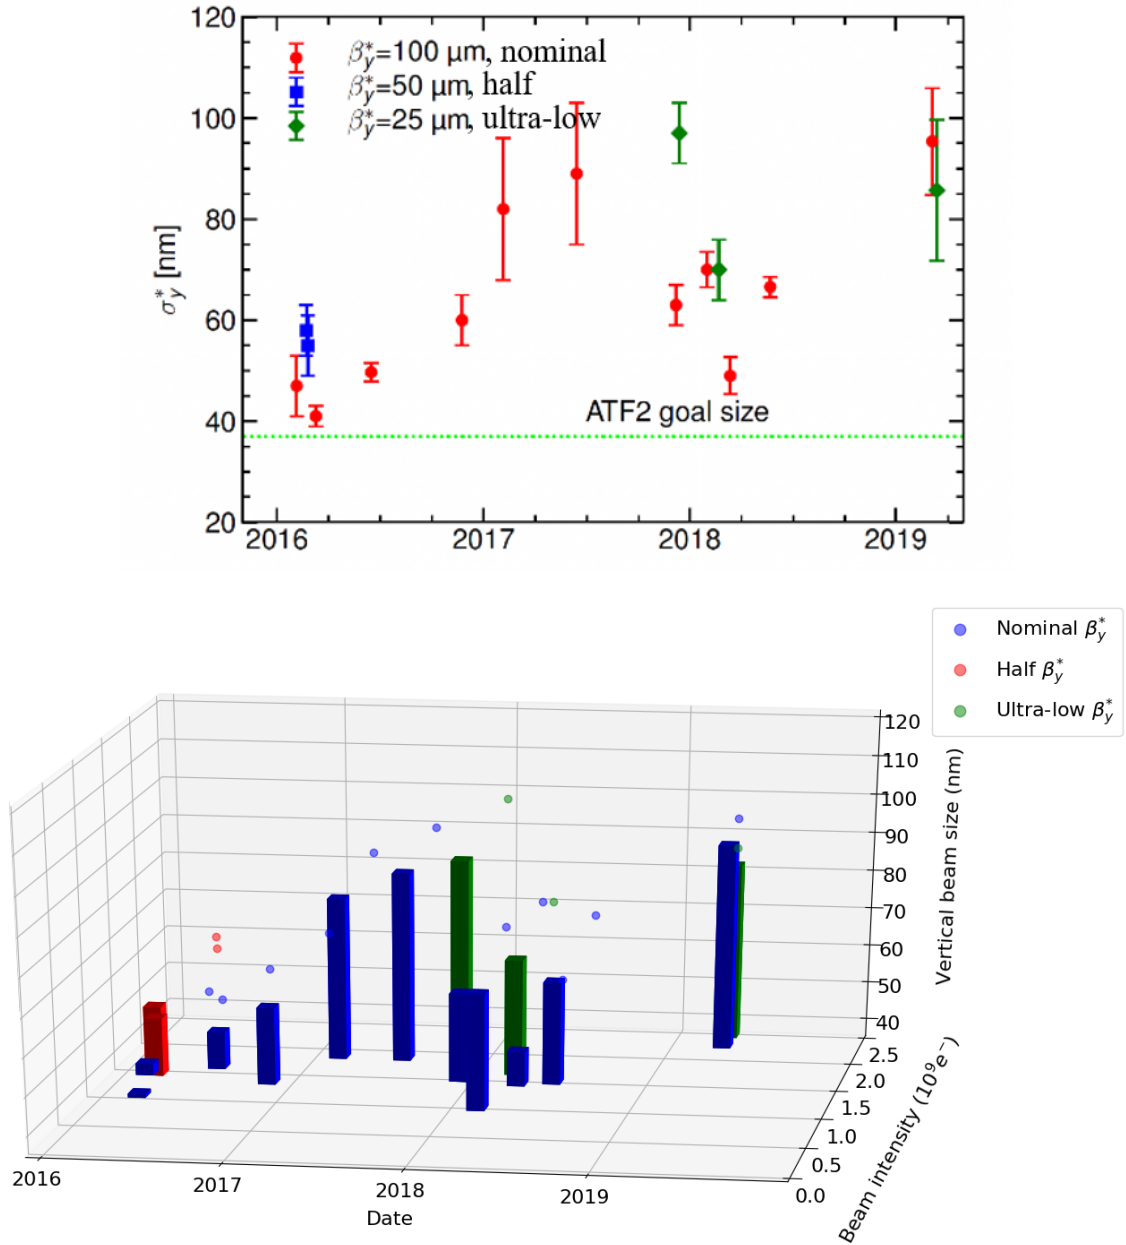 120
β*y=100 μm, nominal
β*y=50 μm, half
β*y=25 μm, ultra-low
100
80
σ*y [nm]
60
ATF2 goal size
40
20
2016 2017 2018 2019
Nominal β*y
Half β*y
Ultra-low β*y
120
110
100
90
80
70
60
50
40
Vertical beam size (nm)
2.5
2.0
1.5
1.0
0.5
0.0
Beam intensity (10⁹e⁻)
2016 2017 2018 2019
Date